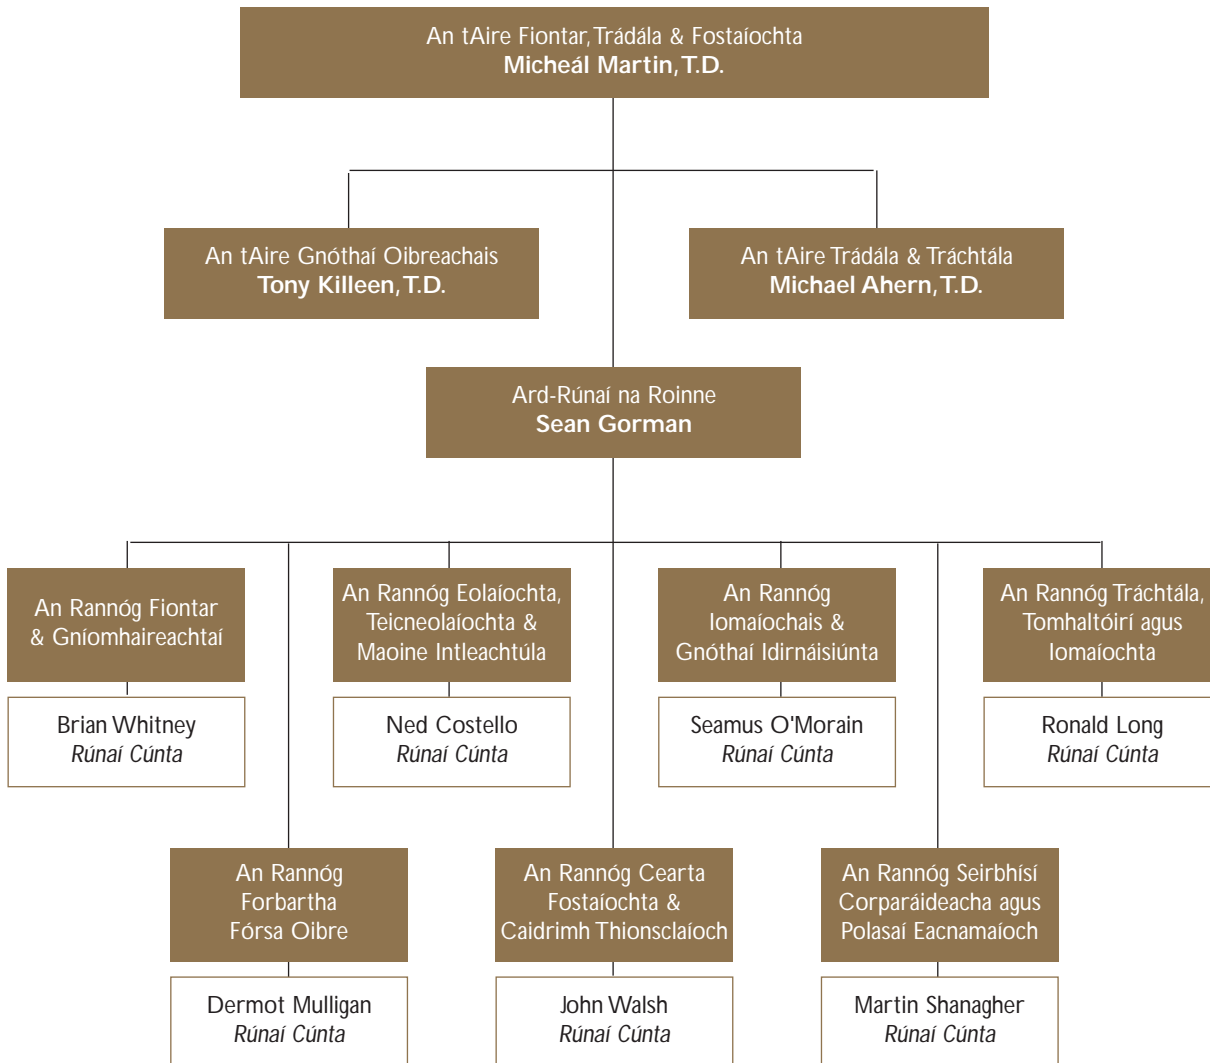 An tAire Fiontar, Trádála & Fostaíochta
Micheál Martin, T.D.
An tAire Gnóthaí Oibreachais
Tony Killeen, T.D.
An tAire Trádála & Tráchtála
Michael Ahern, T.D.
Ard-Rúnaí na Roinne
Sean Gorman
An Rannóg Fiontar
& Gníomhaireachtaí
Brian Whitney
Rúnaí Cúnta
An Rannóg Eolaíochta,
Teicneolaíochta &
Maoine Intleachtúla
Ned Costello
Rúnaí Cúnta
An Rannóg
Iomaíochais &
Gnóthaí Idirnáisiúnta
Seamus O'Morain
Rúnaí Cúnta
An Rannóg Tráchtála,
Tomhaltóirí agus
Iomaíochta
Ronald Long
Rúnaí Cúnta
An Rannóg
Forbartha
Fórsa Oibre
Dermot Mulligan
Rúnaí Cúnta
An Rannóg Cearta
Fostaíochta &
Caidrimh Thionsclaíoch
John Walsh
Rúnaí Cúnta
An Rannóg Seirbhísí
Corparáideacha agus
Polasaí Eacnamaíoch
Martin Shanagher
Rúnaí Cúnta